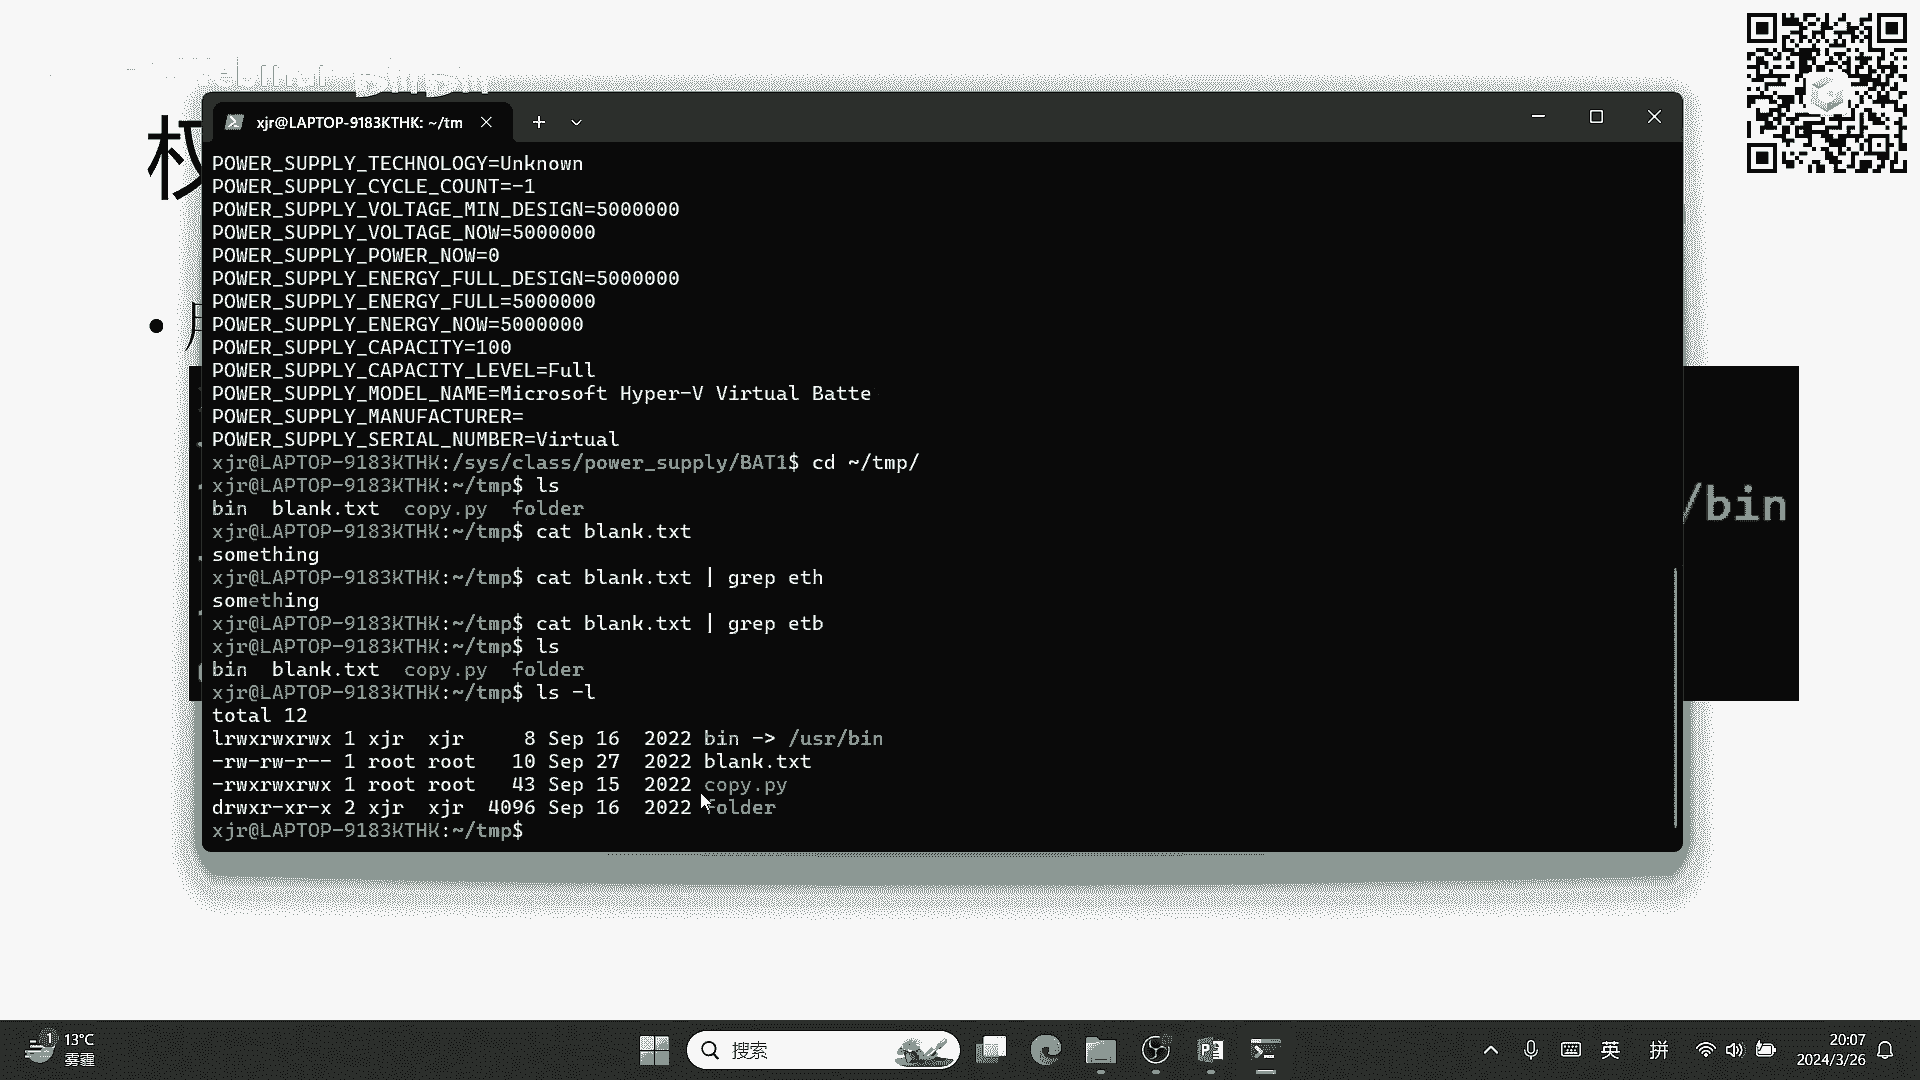 权
xjr@LAPTOP-9183KTHK: ~/tm
POWER_SUPPLY_TECHNOLOGY=Unknown
POWER_SUPPLY_CYCLE_COUNT=-1
POWER_SUPPLY_VOLTAGE_MIN_DESIGN=5000000
POWER_SUPPLY_VOLTAGE_NOW=5000000
POWER_SUPPLY_POWER_NOW=0
POWER_SUPPLY_ENERGY_FULL_DESIGN=5000000
POWER_SUPPLY_ENERGY_FULL=5000000
POWER_SUPPLY_ENERGY_NOW=5000000
POWER_SUPPLY_CAPACITY=100
POWER_SUPPLY_CAPACITY_LEVEL=Full
POWER_SUPPLY_MODEL_NAME=Microsoft Hyper-V Virtual Batte
POWER_SUPPLY_MANUFACTURER=
POWER_SUPPLY_SERIAL_NUMBER=Virtual
xjr@LAPTOP-9183KTHK:/sys/class/power_supply/BAT1$ cd ~/tmp/
xjr@LAPTOP-9183KTHK:~/tmp$ ls
bin  blank.txt  copy.py  folder
xjr@LAPTOP-9183KTHK:~/tmp$ cat blank.txt
something
xjr@LAPTOP-9183KTHK:~/tmp$ cat blank.txt | grep eth
something
xjr@LAPTOP-9183KTHK:~/tmp$ cat blank.txt | grep etb
xjr@LAPTOP-9183KTHK:~/tmp$ ls
bin  blank.txt  copy.py  folder
xjr@LAPTOP-9183KTHK:~/tmp$ ls -l
total 12
lrwxrwxrwx 1 xjr  xjr     8 Sep 16  2022 bin -> /usr/bin
-rw-rw-r-- 1 root root   10 Sep 27  2022 blank.txt
-rwxrwxrwx 1 root root   43 Sep 15  2022 copy.py
drwxr-xr-x 2 xjr  xjr  4096 Sep 16  2022 folder
xjr@LAPTOP-9183KTHK:~/tmp$
/bin
1
13°C
雾霾
搜索
英
拼
20:07
2024/3/26